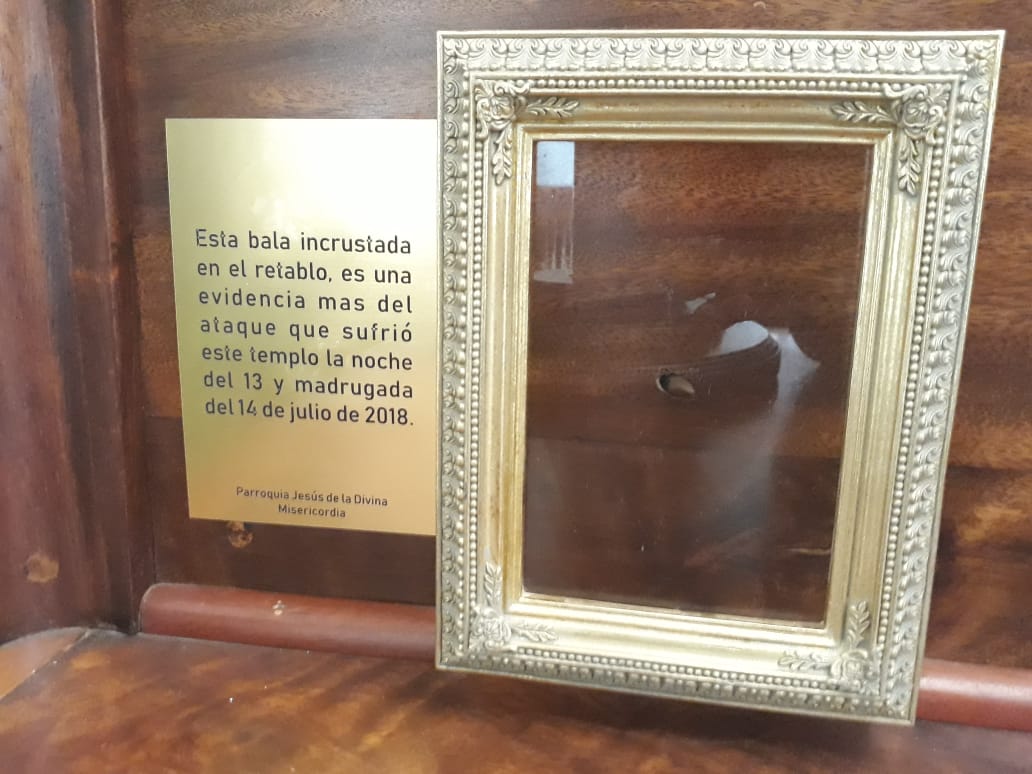 Esta bala incrustada
en el retablo, es una
evidencia mas del
ataque que sufrió
este templo la noche
del 13 y madrugada
del 14 de julio de 2018.
Parroquia Jesús de la Divina
Misericordia